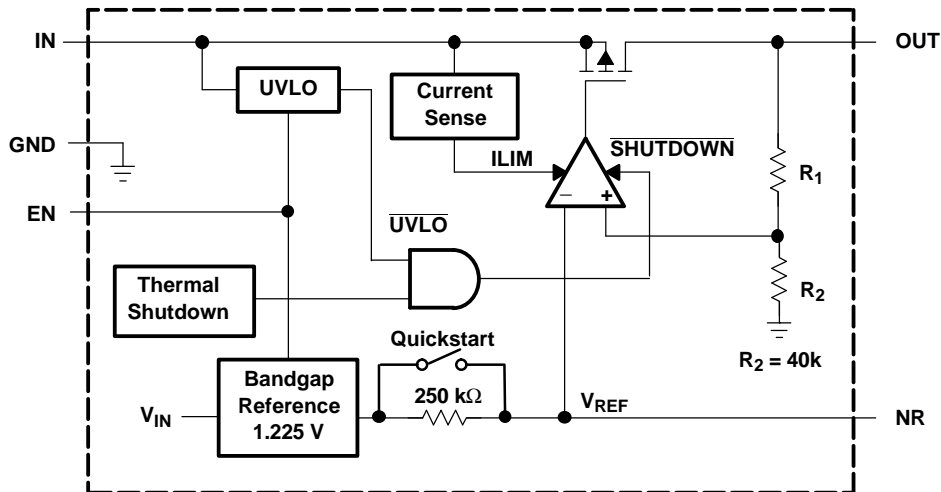 IN
OUT
UVLO
Current
Sense
GND
ILIM
SHUTDOWN
R1
EN
UVLO
− +
Thermal
Shutdown
R2
Quickstart
R2 = 40k
Bandgap
Reference
1.225 V
250 kΩ
VIN
VREF
NR